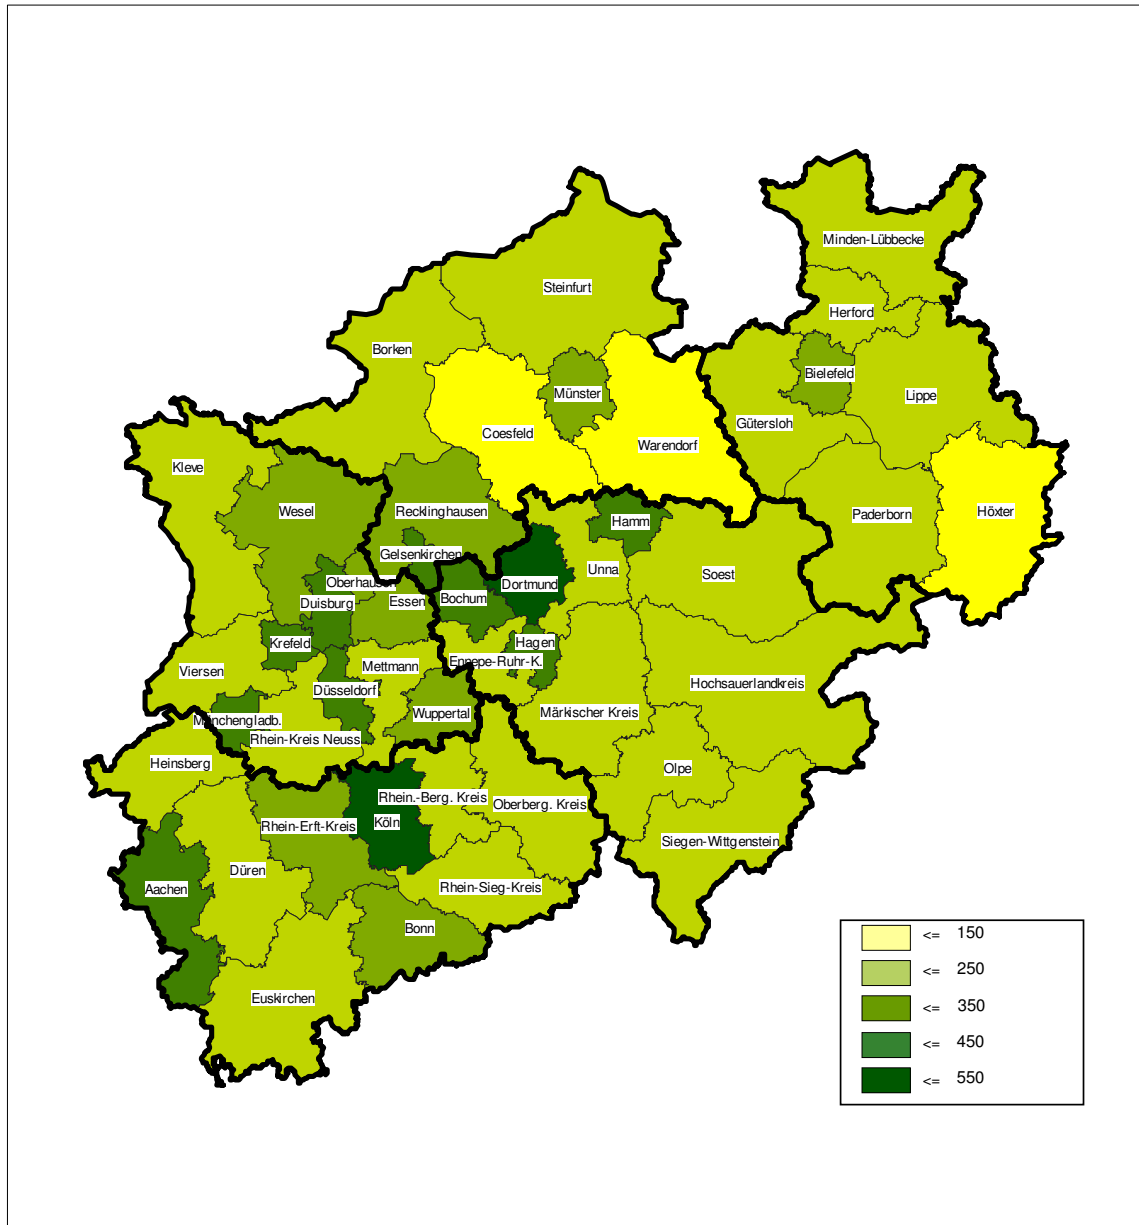 Minden-Lübbecke
Steinfurt
Herford
Borken
Bielefeld
Münster
Lippe
Gütersloh
Coesfeld
Warendorf
Kleve
Wesel
Recklinghausen
Höxter
Paderborn
Hamm
Gelsenkirchen
Unna
Soest
Oberhausen
Dortmund
Bochum
Duisburg
Essen
Krefeld
Hagen
Ennepe-Ruhr-K.
Viersen
Mettmann
Hochsauerlandkreis
Düsseldorf
Wuppertal
Märkischer Kreis
Mönchengladb.
Rhein-Kreis Neuss
Heinsberg
Olpe
Rhein.-Berg. Kreis
Oberberg. Kreis
Rhein-Erft-Kreis
Köln
Siegen-Wittgenstein
Düren
Aachen
Rhein-Sieg-Kreis
Bonn
Euskirchen
<= 150
<= 250
<= 350
<= 450
<= 550